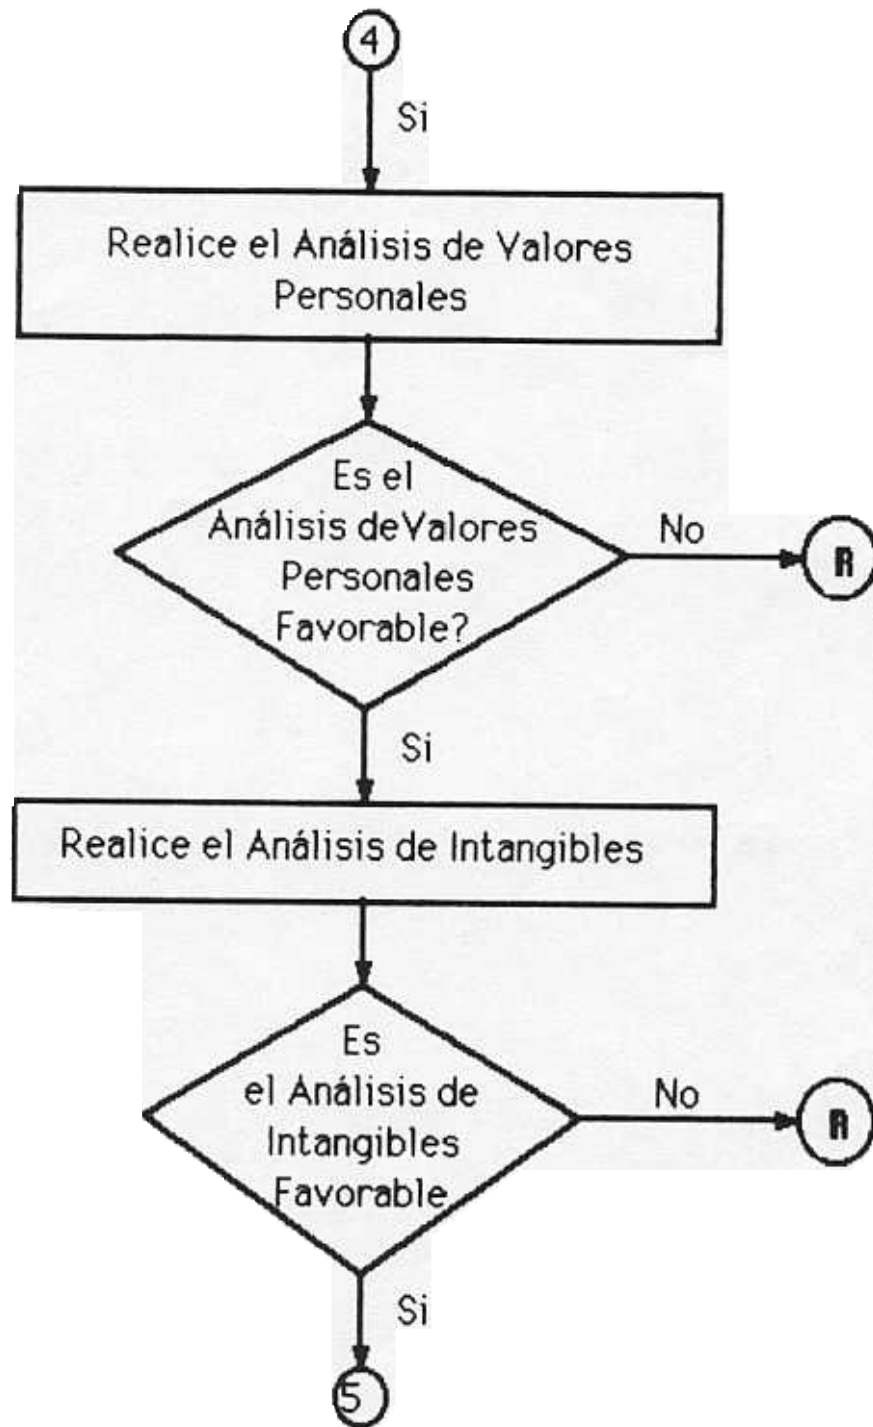 4
Si
Realice el Análisis de Valores
Personales
Es el
Análisis deValores
Personales
Favorable?
No
R
Si
Realice el Análisis de Intangibles
Es
el Análisis de
Intangibles
Favorable
No
R
Si
5